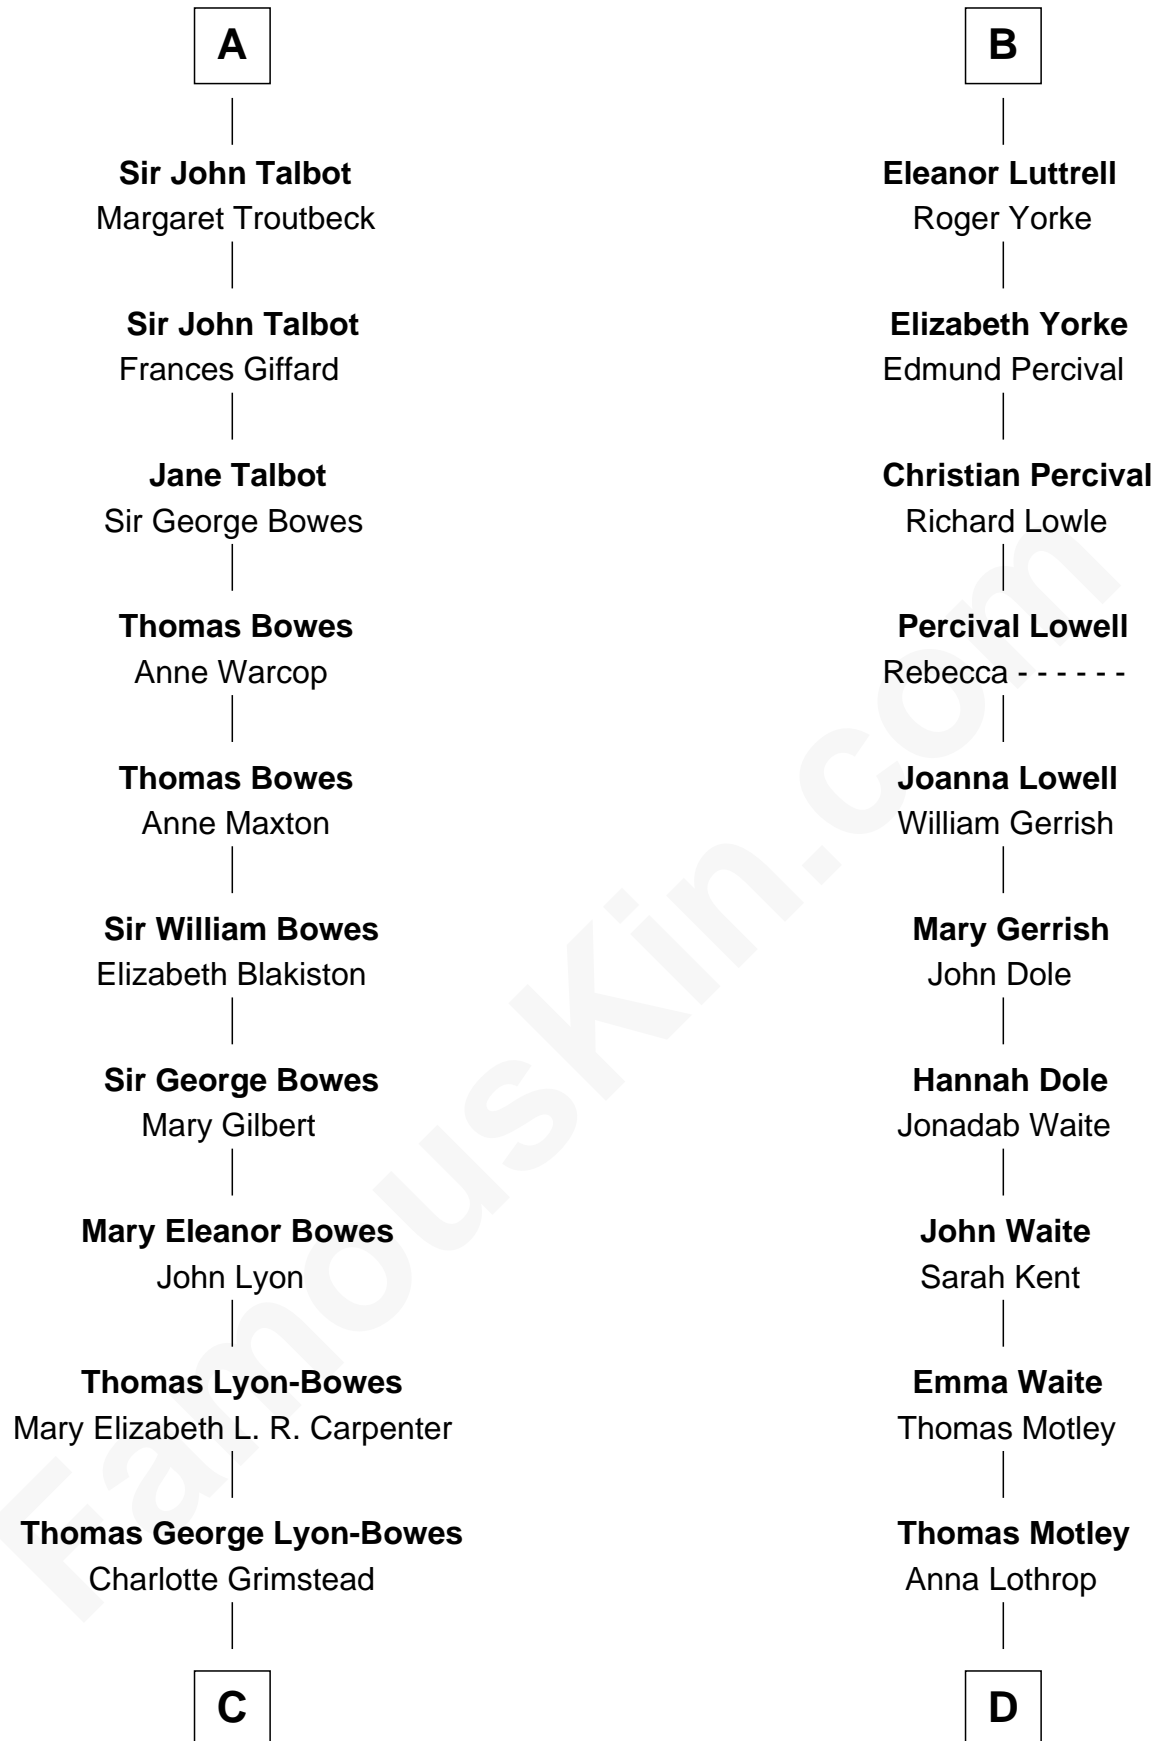 A
Sir John Talbot
Margaret Troutbeck
Sir John Talbot
Frances Giffard
Jane Talbot
Sir George Bowes
Thomas Bowes
Anne Warcop
Thomas Bowes
Anne Maxton
Sir William Bowes
Elizabeth Blakiston
Sir George Bowes
Mary Gilbert
Mary Eleanor Bowes
John Lyon
Thomas Lyon-Bowes
Mary Elizabeth L. R. Carpenter
Thomas George Lyon-Bowes
Charlotte Grimstead
C
B
Eleanor Luttrell
Roger Yorke
Elizabeth Yorke
Edmund Percival
Christian Percival
Richard Lowle
Percival Lowell
Rebecca - - - - - -
Joanna Lowell
William Gerrish
Mary Gerrish
John Dole
Hannah Dole
Jonadab Waite
John Waite
Sarah Kent
Emma Waite
Thomas Motley
Thomas Motley
Anna Lothrop
D
FamousKin.com